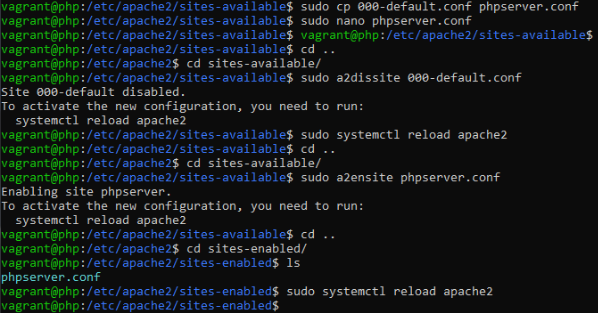 vagrant@php:/etc/apache2/sites-available$ sudo cp 000-default.conf phpserver.conf
vagrant@php:/etc/apache2/sites-available$ sudo nano phpserver.conf
vagrant@php:/etc/apache2/sites-available$ vagrant@php:/etc/apache2/sites-available$
vagrant@php:/etc/apache2/sites-available$ cd ..
vagrant@php:/etc/apache2$ cd sites-available/
vagrant@php:/etc/apache2/sites-available$ sudo a2dissite 000-default.conf
Site 000-default disabled.
To activate the new configuration, you need to run:
  systemctl reload apache2
vagrant@php:/etc/apache2/sites-available$ sudo systemctl reload apache2
vagrant@php:/etc/apache2/sites-available$ cd ..
vagrant@php:/etc/apache2$ cd sites-available/
vagrant@php:/etc/apache2/sites-available$ sudo a2ensite phpserver.conf
Enabling site phpserver.
To activate the new configuration, you need to run:
  systemctl reload apache2
vagrant@php:/etc/apache2/sites-available$ cd ..
vagrant@php:/etc/apache2$ cd sites-enabled/
vagrant@php:/etc/apache2/sites-enabled$ ls
phpserver.conf
vagrant@php:/etc/apache2/sites-enabled$ sudo systemctl reload apache2
vagrant@php:/etc/apache2/sites-enabled$